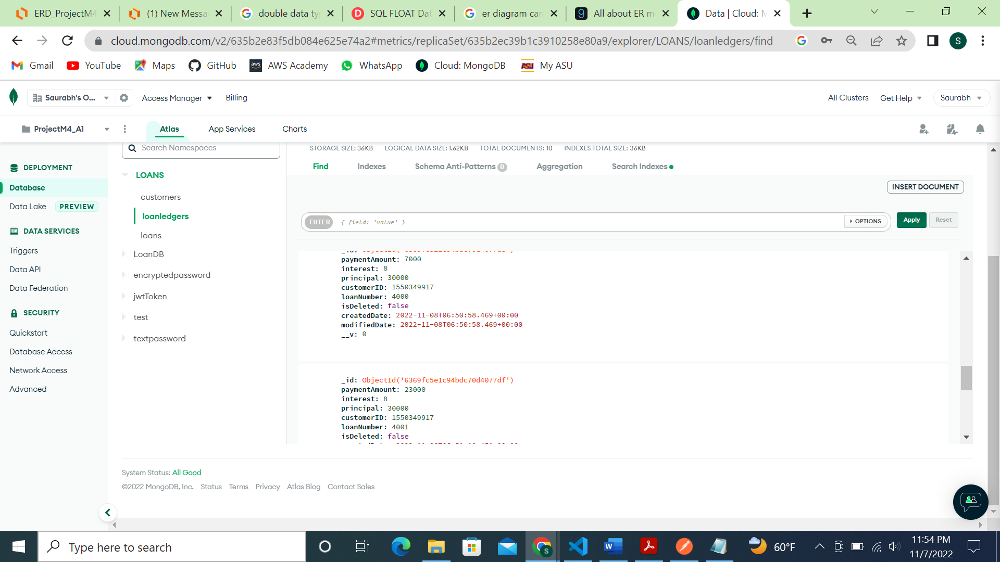 ERD_ProjectM4
(1) New Messa
double data ty
SQL FLOAT Dat
er diagram car
All about ER m
Data | Cloud: M
cloud.mongodb.com/v2/635b2e83f5db084e625e74a2#metrics/replicaSet/635b2ec39b1c3910258e80a9/explorer/LOANS/loanledgers/find
S
Gmail
YouTube
Maps
GitHub
aws
AWS Academy
WhatsApp
Cloud: MongoDB
ASU
My ASU
Saurabh's O...
Access Manager
Billing
All Clusters
Get Help
Saurabh
ProjectM4_A1
Atlas
App Services
Charts
DEPLOYMENT
Database
Data Lake PREVIEW
DATA SERVICES
Triggers
Data API
Data Federation
SECURITY
Quickstart
Database Access
Network Access
Advanced
Search Namespaces
LOANS
customers
loanledgers
loans
LoanDB
encryptedpassword
jwtToken
test
textpassword
STORAGE SIZE: 36KB LOGICAL DATA SIZE: 1.62KB TOTAL DOCUMENTS: 10 INDEXES TOTAL SIZE: 36KB
Find Indexes Schema Anti-Patterns 0 Aggregation Search Indexes
INSERT DOCUMENT
FILTER { field: 'value' } OPTIONS Apply Reset
paymentAmount: 7000
interest: 8
principal: 30000
customerID: 1550349917
loanNumber: 4000
isDeleted: false
createdDate: 2022-11-08T06:50:58.469+00:00
modifiedDate: 2022-11-08T06:50:58.469+00:00
__v: 0
_id: ObjectId('6369fc5e1c94bdc70d4077df')
paymentAmount: 23000
interest: 8
principal: 30000
customerID: 1550349917
loanNumber: 4001
isDeleted: false
System Status: All Good
©2022 MongoDB, Inc. Status Terms Privacy Atlas Blog Contact Sales
Type here to search
60°F
11:54 PM
11/7/2022